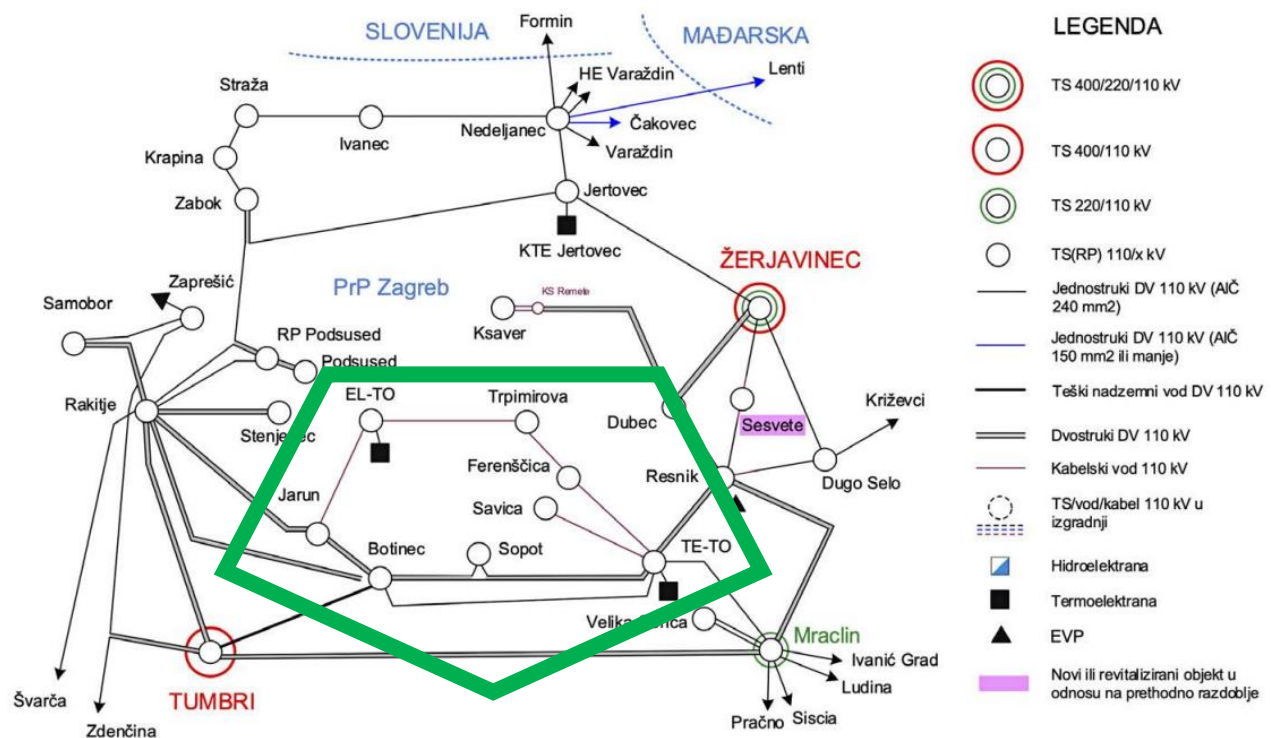 Formin
SLOVENIJA
MAĐARSKA
Lenti
HE Varaždin
Straža
Ivanec
Nedeljanec
Čakovec
Varaždin
Krapina
Zabok
Jertovec
KTE Jertovec
ŽERJAVINEC
Zaprešić
Samobor
PrP Zagreb
KS Remete
Ksaver
RP Podsused
Podsused
Rakitje
Stenjevec
EL-TO
Trpimirova
Dubec
Sesvete
Križevci
Ferenščica
Resnik
Dugo Selo
Jarun
Savica
Botinec
Sopot
TE-TO
Velika Gorica
Mraclin
Ivanić Grad
Ludina
Siscia
Pračno
TUMBRI
Švarča
Zdenčina
LEGENDA
TS 400/220/110 kV
TS 400/110 kV
TS 220/110 kV
TS(RP) 110/x kV
Jednostruki DV 110 kV (AlČ
240 mm2)
Jednostruki DV 110 kV (AlČ
150 mm2 ili manje)
Teški nadzemni vod DV 110 kV
Dvostruki DV 110 kV
Kabelski vod 110 kV
TS/vod/kabel 110 kV u
izgradnji
Hidroelektrana
Termoelektrana
EVP
Novi ili revitalizirani objekt u
odnosu na prethodno razdoblje